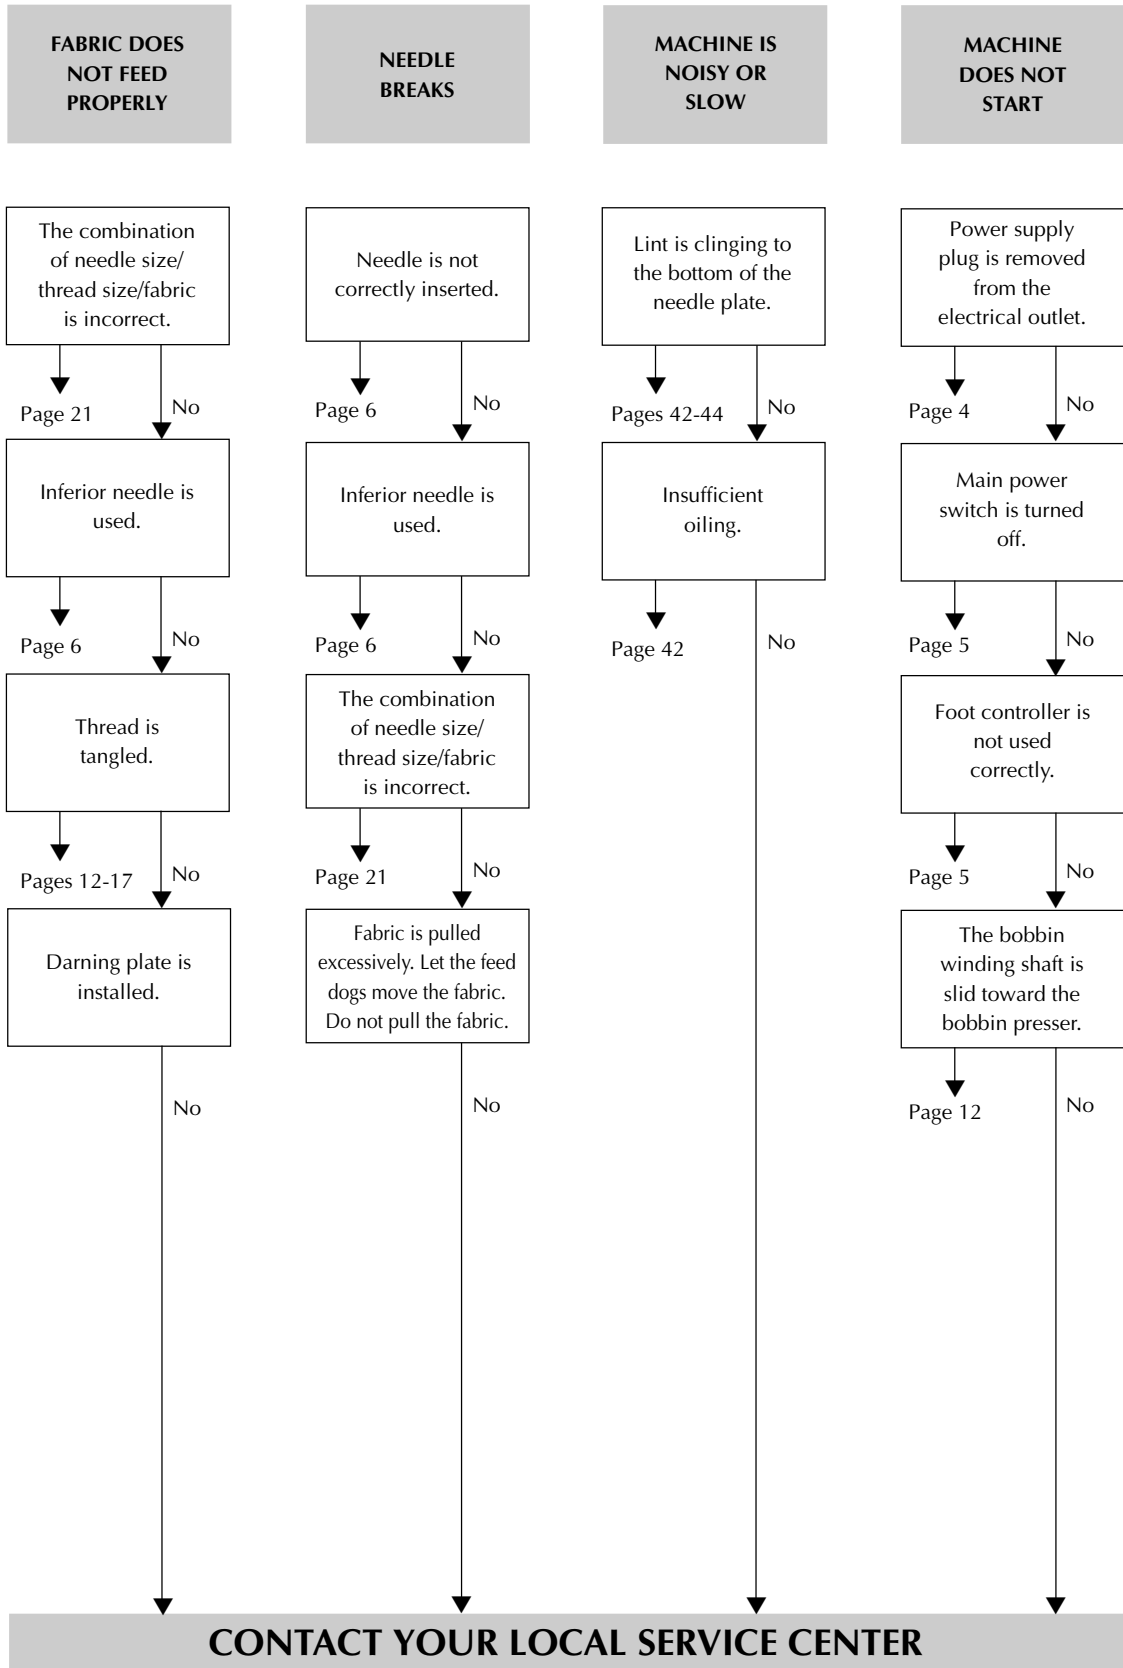 FABRIC DOES
NOT FEED
PROPERLY
The combination
of needle size/
thread size/fabric
is incorrect.
Page 21
No
Inferior needle is
used.
Page 6
No
Thread is
tangled.
Pages 12-17
No
Darning plate is
installed.
No
NEEDLE
BREAKS
Needle is not
correctly inserted.
Page 6
No
Inferior needle is
used.
Page 6
No
The combination
of needle size/
thread size/fabric
is incorrect.
Page 21
No
Fabric is pulled
excessively. Let the feed
dogs move the fabric.
Do not pull the fabric.
No
MACHINE IS
NOISY OR
SLOW
Lint is clinging to
the bottom of the
needle plate.
Pages 42-44
No
Insufficient
oiling.
Page 42
No
MACHINE
DOES NOT
START
Power supply
plug is removed
from the
electrical outlet.
Page 4
No
Main power
switch is turned
off.
Page 5
No
Foot controller is
not used
correctly.
Page 5
No
The bobbin
winding shaft is
slid toward the
bobbin presser.
Page 12
No
CONTACT YOUR LOCAL SERVICE CENTER